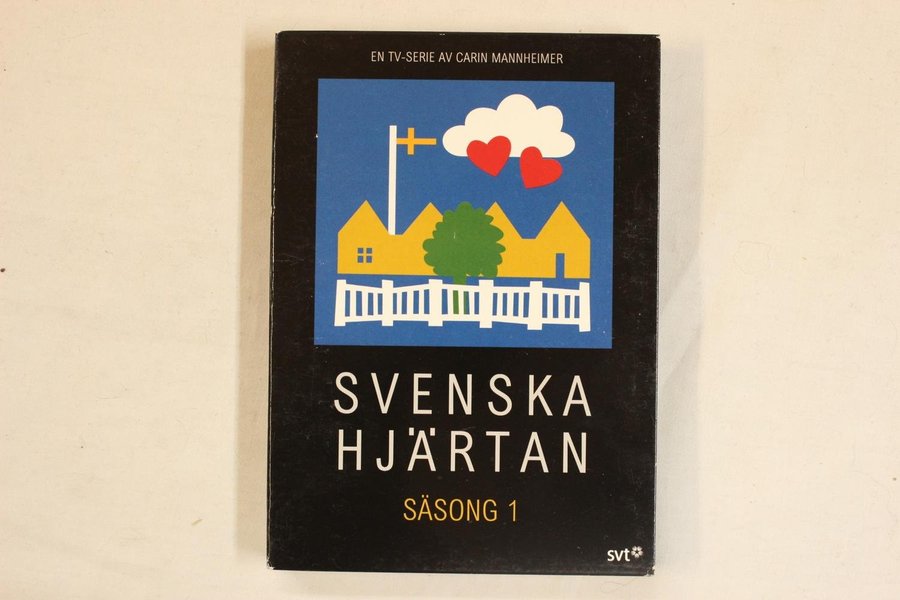 EN TV-SERIE AV CARIN MANNHEIMER
SVENSKA
HJÄRTAN
SÄSONG 1
svt